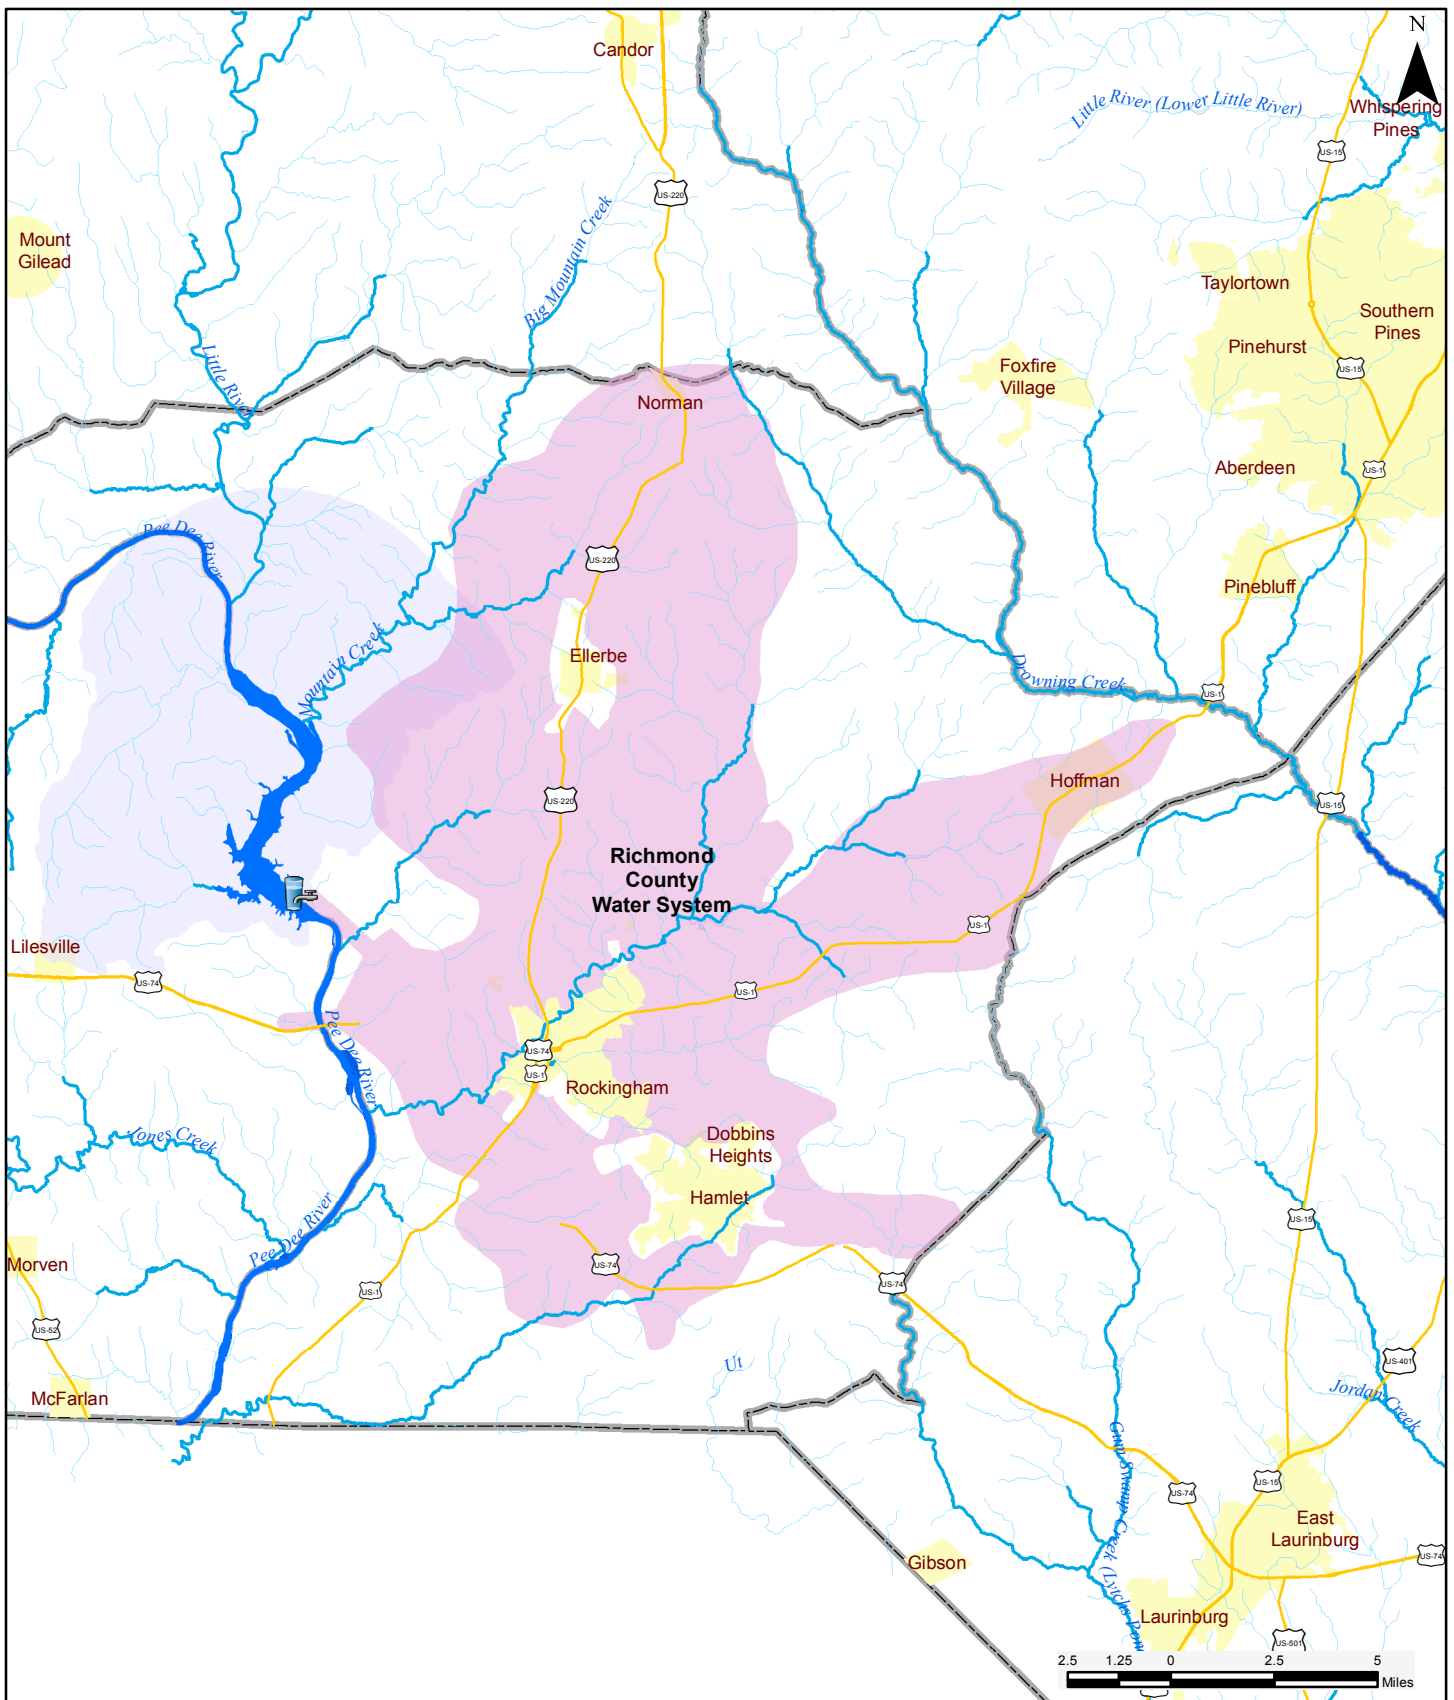 N
Candor
Little River (Lower Little River)
Whispering
Pines
US-15
US-220
Big Mountain Creek
Mount
Gilead
Taylortown
Southern
Pines
Pinehurst
US-15
Foxfire
Village
Little River
Norman
Aberdeen
US-1
Pee Dee River
US-220
Pinebluff
Mountain Creek
Ellerbe
Drowning Creek
US-1
Hoffman
US-220
US-15
Richmond
County
Water System
US-1
Lilesville
US-74
US-1
Pee Dee River
US-74
US-1
Rockingham
Jones Creek
Dobbins
Heights
Hamlet
Pee Dee River
US-15
Morven
US-74
US-74
US-1
US-52
Ut
US-401
McFarlan
Jordan Creek
Gum Swamp Creek (Lytchs Pon
US-15
US-74
East
Laurinburg
US-74
Gibson
Laurinburg
US-501
2.5 1.25 0 2.5 5
Miles